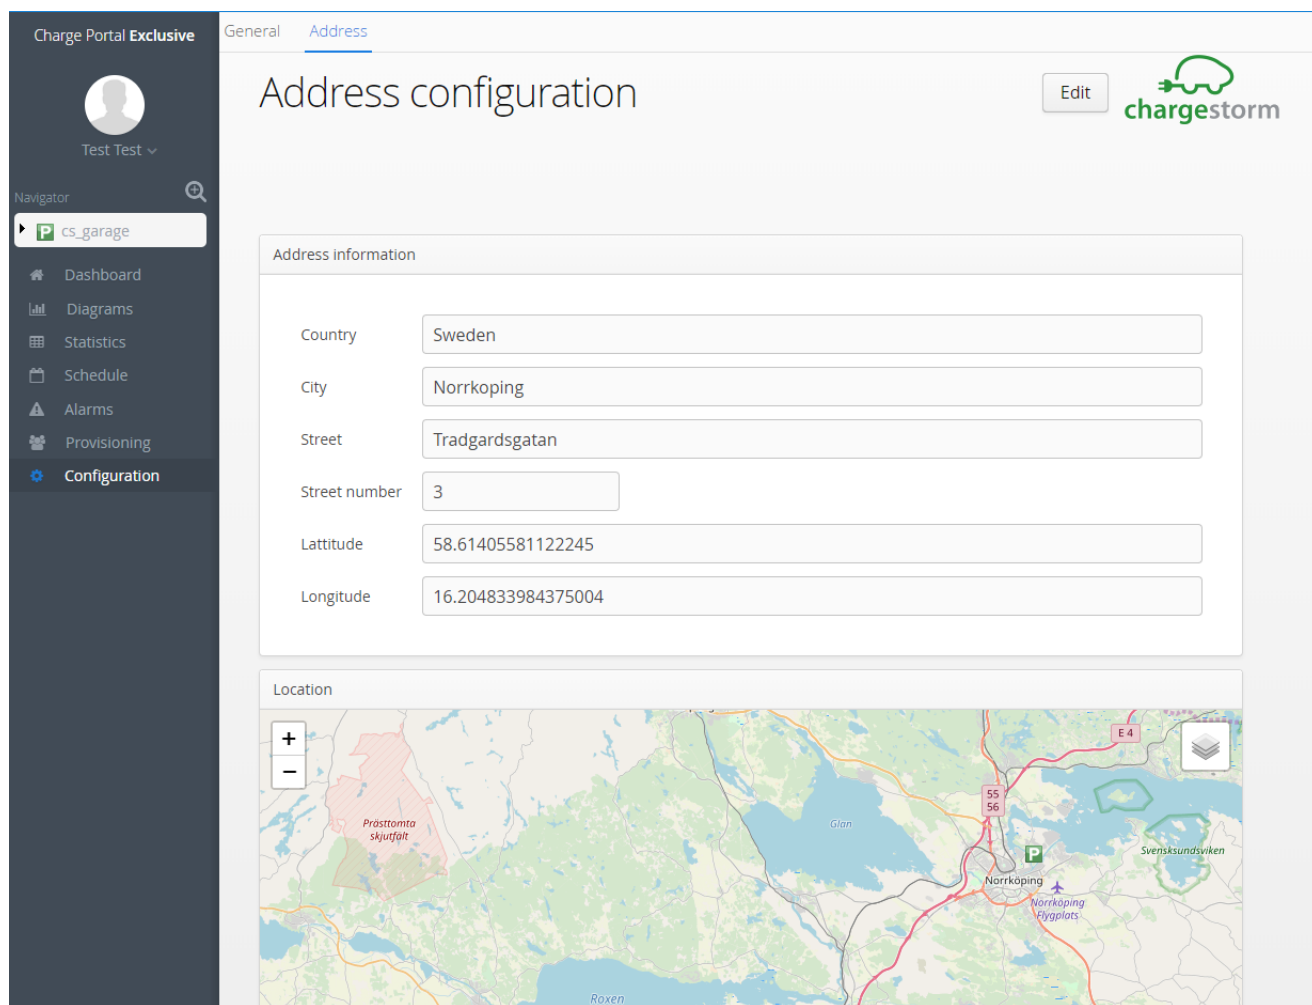 Charge Portal Exclusive
General Address
Address configuration
Edit
chargestorm
Test Test
Navigator
cs_garage
Dashboard
Diagrams
Statistics
Schedule
Alarms
Provisioning
Configuration
Address information
Country Sweden
City Norrkoping
Street Tradgardsgatan
Street number 3
Lattitude 58.61405581122245
Longitude 16.204833984375004
Location
+
−
E 4
55
56
Prästtomta
skjutfält
Glan
P
Svensksundsviken
Norrköping
Norrköping
Flygplats
Roxen